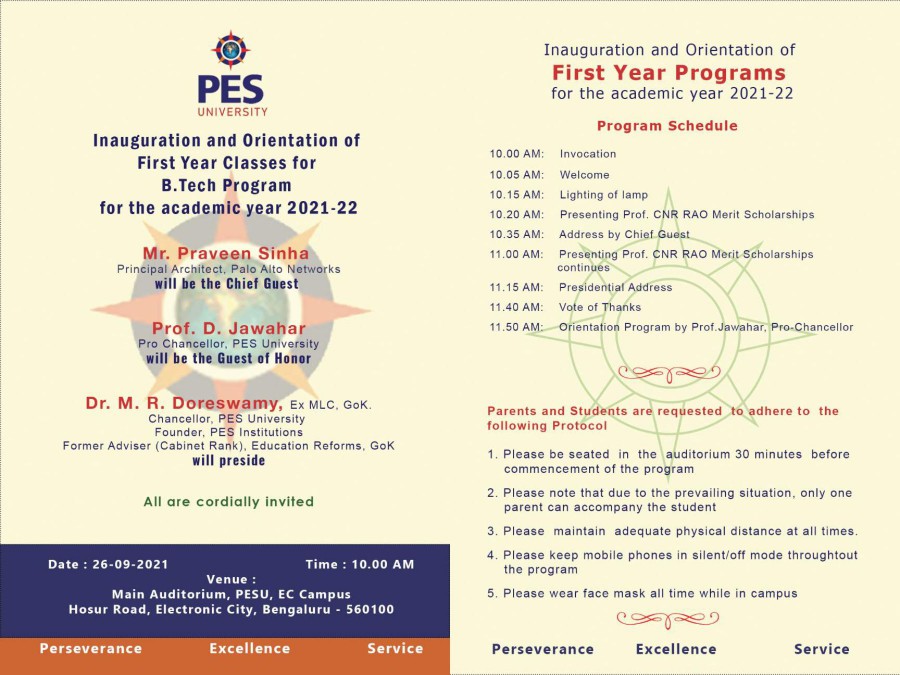 PES
UNIVERSITY
Inauguration and Orientation of
First Year Classes for
B.Tech Program
for the academic year 2021-22
Mr. Praveen Sinha
Principal Architect, Palo Alto Networks
will be the Chief Guest
Prof. D. Jawahar
Pro Chancellor, PES University
will be the Guest of Honor
Dr. M. R. Doreswamy, Ex MLC, GoK.
Chancellor, PES University
Founder, PES Institutions
Former Adviser (Cabinet Rank), Education Reforms, GoK
will preside
All are cordially invited
Date : 26-09-2021 Time : 10.00 AM
Venue :
Main Auditorium, PESU, EC Campus
Hosur Road, Electronic City, Bengaluru - 560100
Perseverance Excellence Service
Inauguration and Orientation of
First Year Programs
for the academic year 2021-22
Program Schedule
10.00 AM: Invocation
10.05 AM: Welcome
10.15 AM: Lighting of lamp
10.20 AM: Presenting Prof. CNR RAO Merit Scholarships
10.35 AM: Address by Chief Guest
11.00 AM: Presenting Prof. CNR RAO Merit Scholarships
continues
11.15 AM: Presidential Address
11.40 AM: Vote of Thanks
11.50 AM: Orientation Program by Prof.Jawahar, Pro-Chancellor
Parents and Students are requested to adhere to the
following Protocol
1. Please be seated in the auditorium 30 minutes before
commencement of the program
2. Please note that due to the prevailing situation, only one
parent can accompany the student
3. Please maintain adequate physical distance at all times.
4. Please keep mobile phones in silent/off mode throughtout
the program
5. Please wear face mask all time while in campus
Perseverance Excellence Service